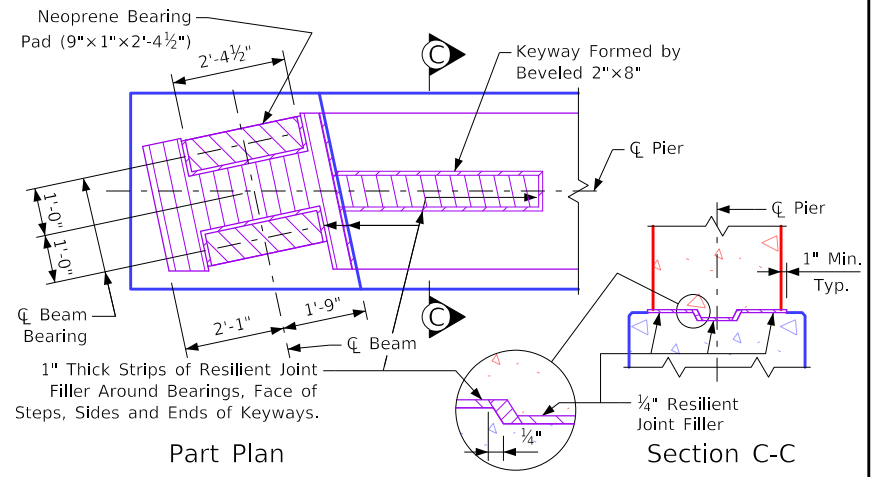 Neoprene Bearing
Pad (9"×1"×2'-4½")
2'-4½"
C
Keyway Formed by
Beveled 2"×8"
℄ Pier
℄ Pier
1" Min.
Typ.
1'-0"
1'-0"
℄ Beam
Bearing
2'-1"
1'-9"
C
℄ Beam
1" Thick Strips of Resilient Joint
Filler Around Bearings, Face of
Steps, Sides and Ends of Keyways.
¼"
¼" Resilient
Joint Filler
Part Plan
Section C-C